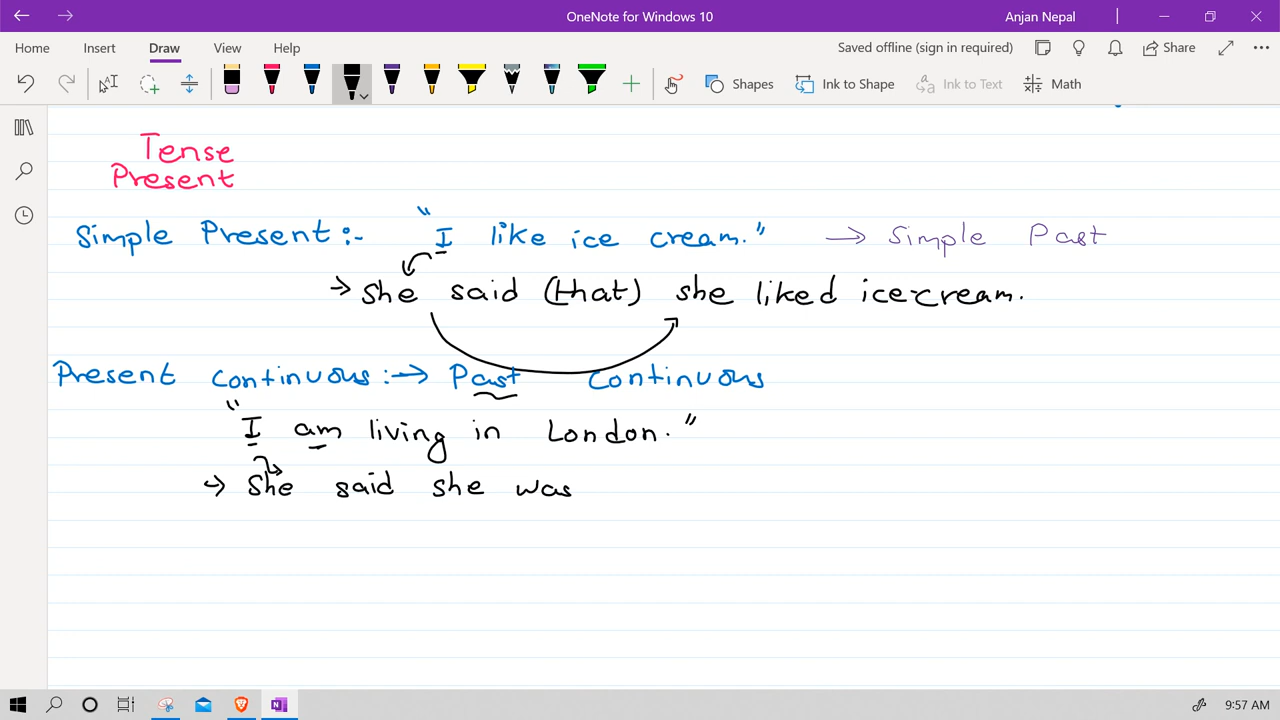 OneNote for Windows 10
Anjan Nepal
Home Insert Draw View Help
Saved offline (sign in required) Share
Shapes Ink to Shape Ink to Text Math
Tense
Present
Simple Present :- "I like ice cream." → Simple Past
→ She said (that) she liked ice-cream.
Present continuous :→ Past Continuous
"I am living in London."
→ She said she was
9:57 AM